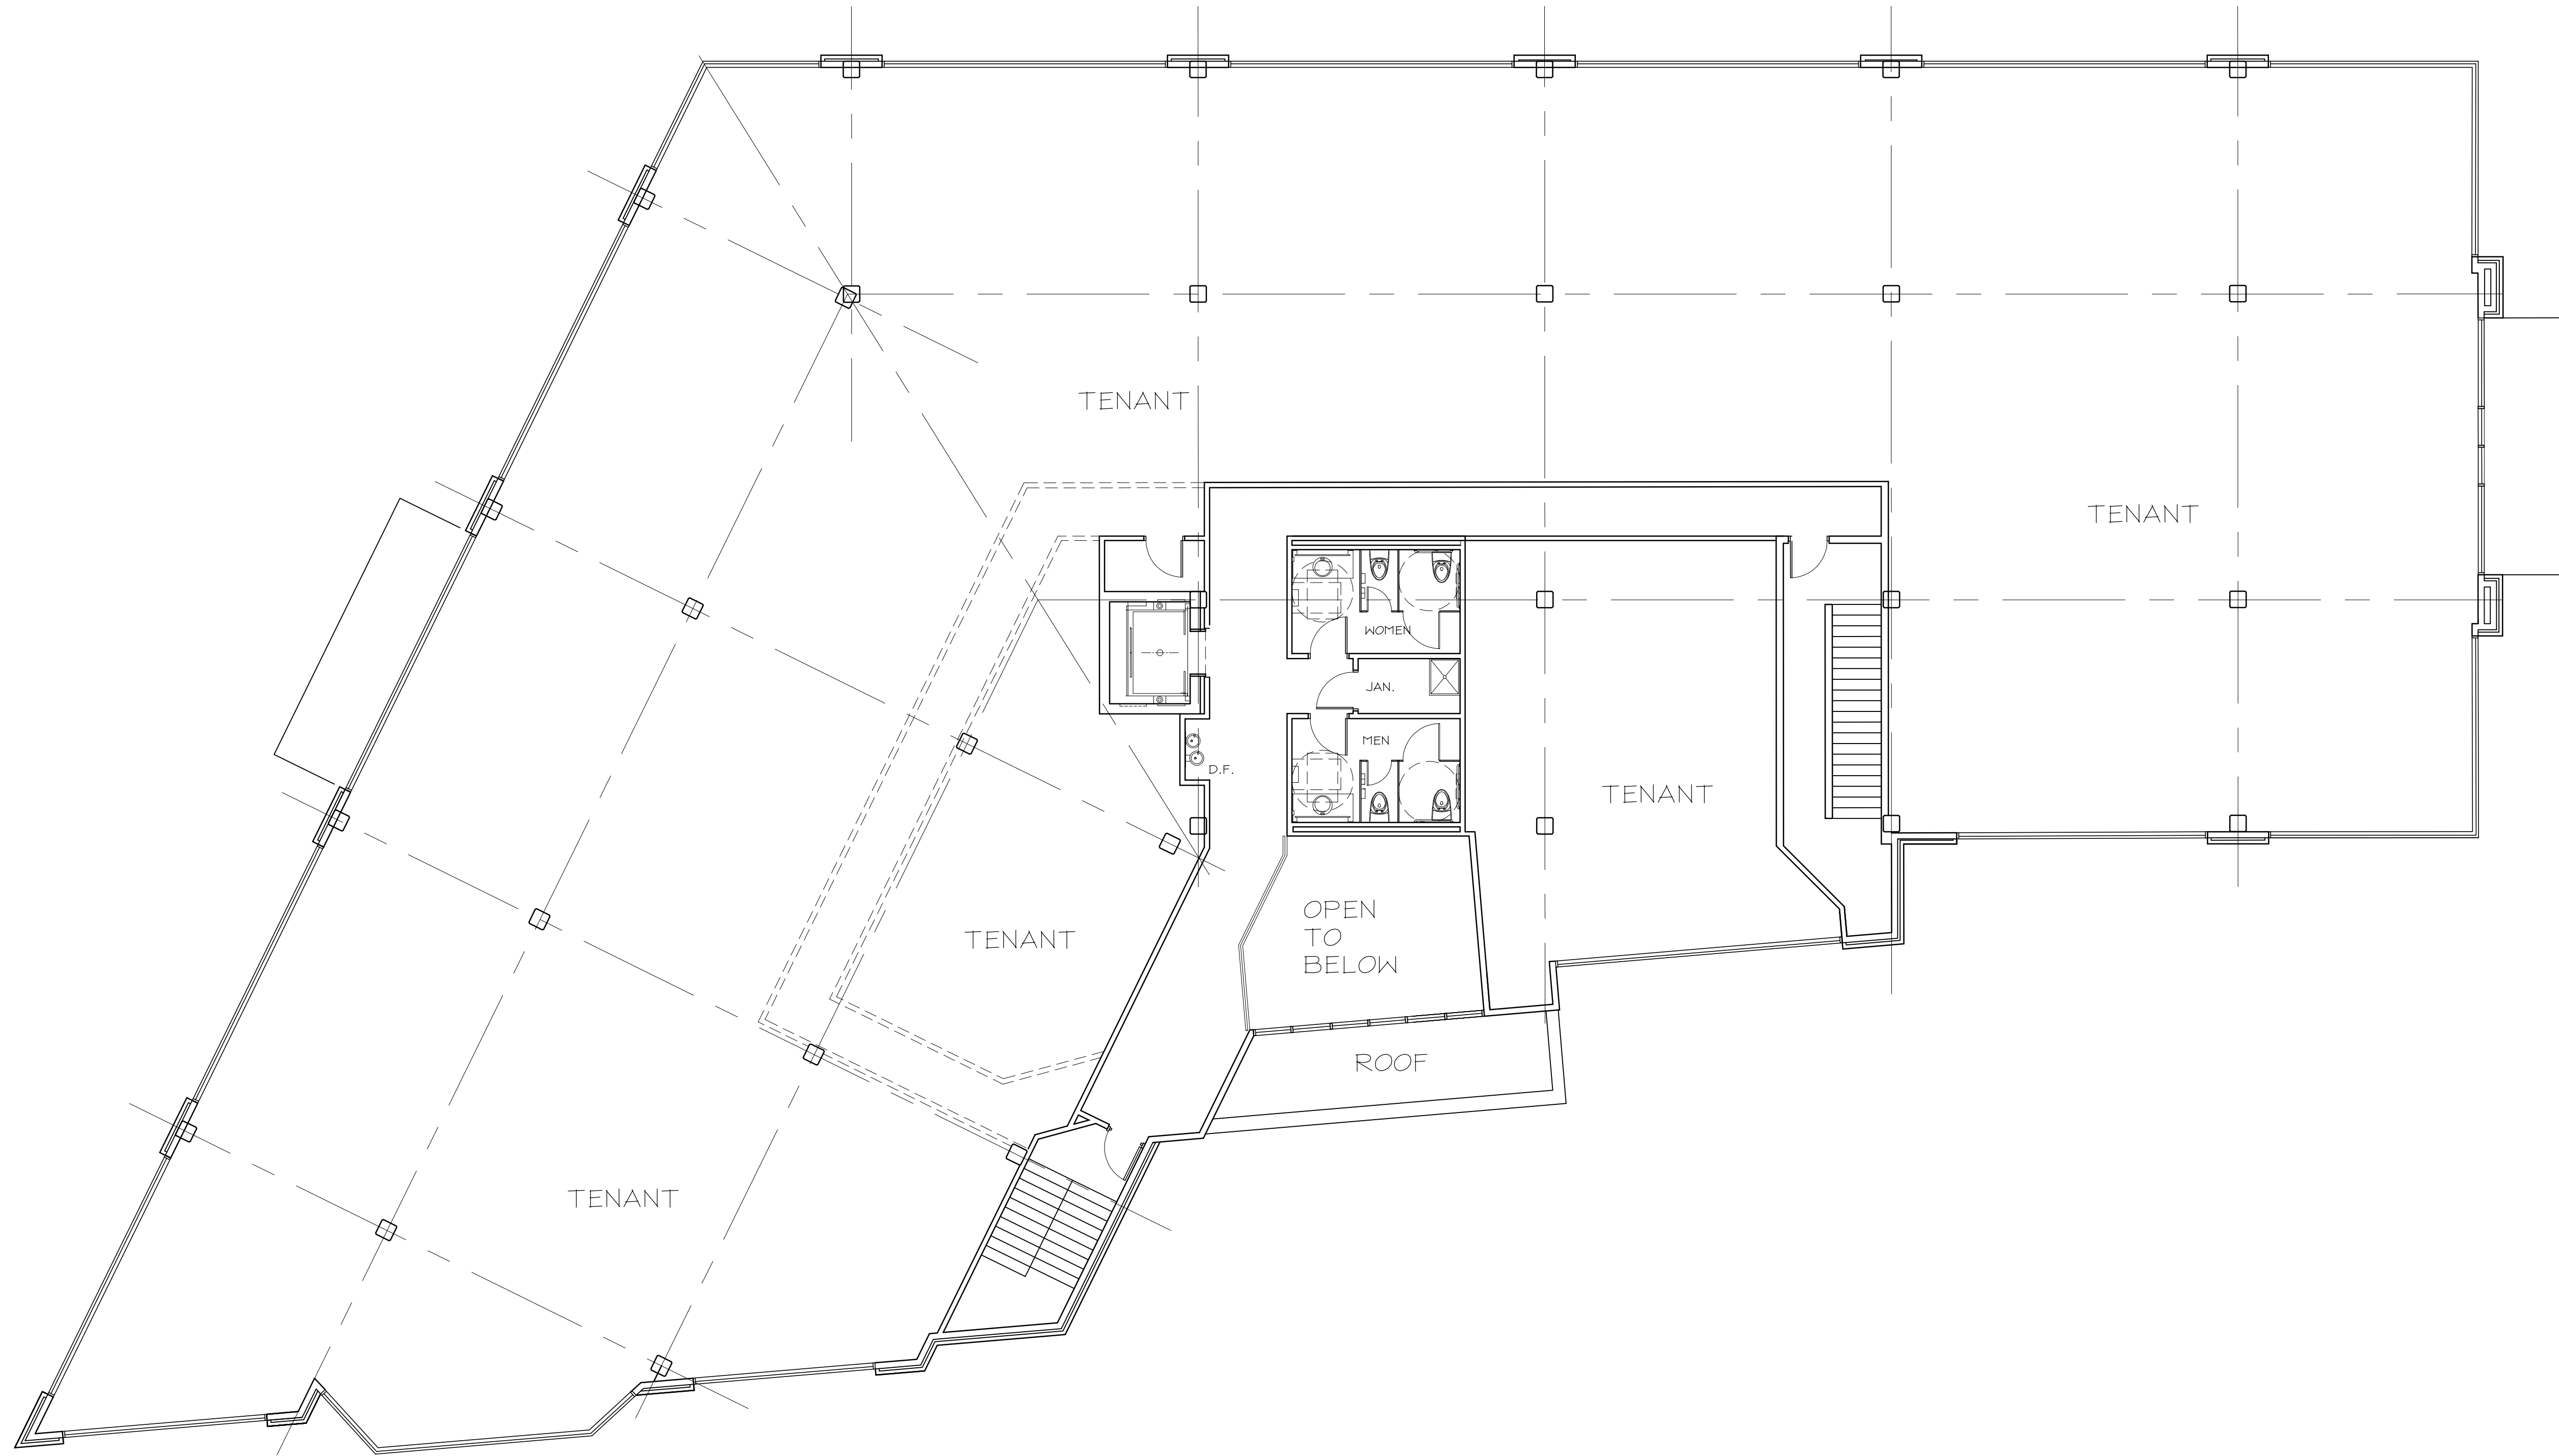 TENANT
TENANT
WOMEN
JAN.
MEN
D.F.
TENANT
OPEN
TO
BELOW
TENANT
ROOF
TENANT